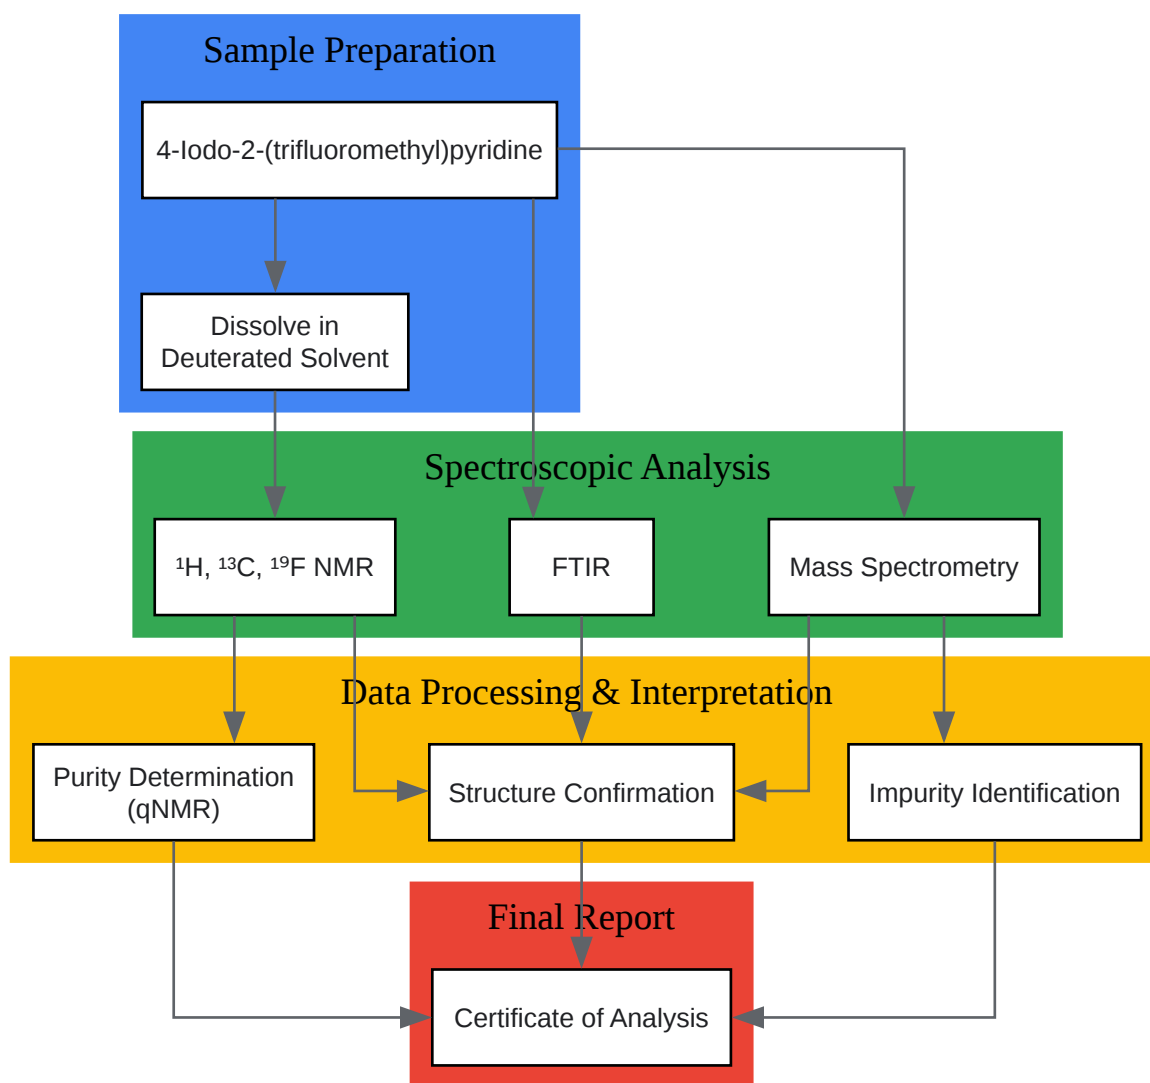 Sample Preparation
4-Iodo-2-(trifluoromethyl)pyridine
Dissolve in
Deuterated Solvent
Spectroscopic Analysis
¹H, ¹³C, ¹⁹F NMR
FTIR
Mass Spectrometry
Data Processing & Interpretation
Purity Determination
(qNMR)
Structure Confirmation
Impurity Identification
Final Report
Certificate of Analysis